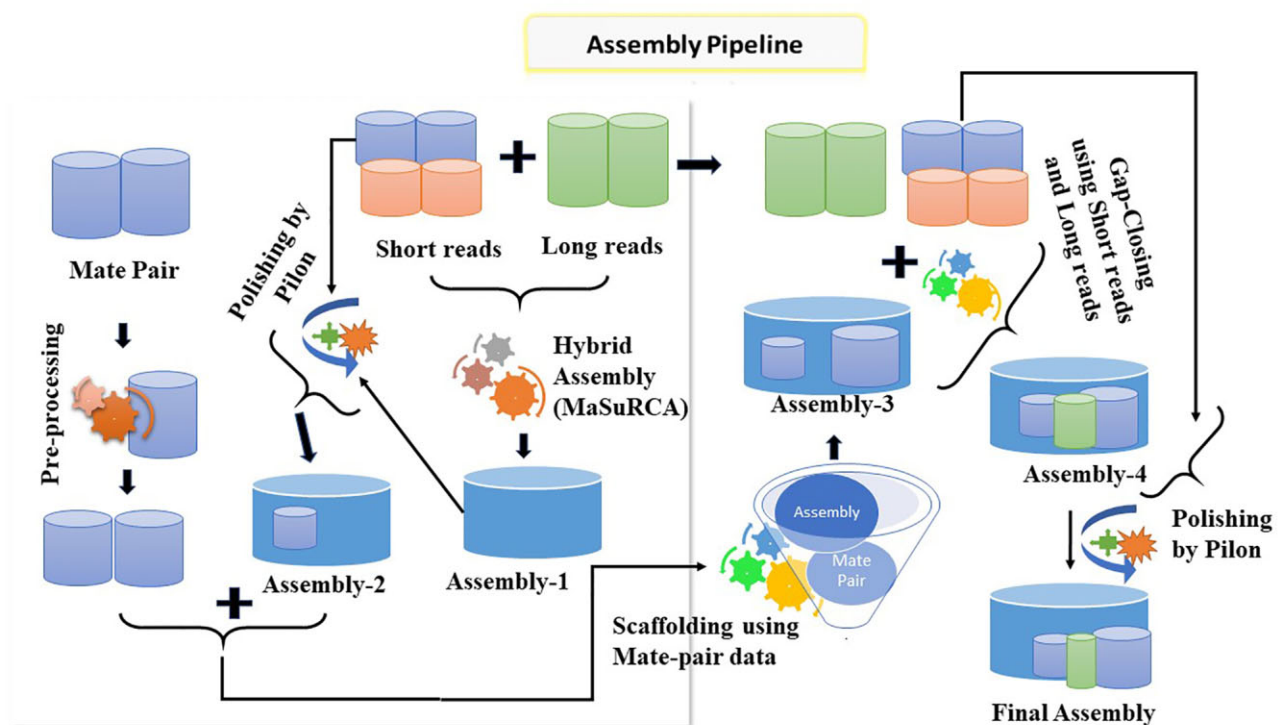 Assembly Pipeline
Mate Pair
Pre-processing
Polishing by
Pilon
Short reads
Long reads
Hybrid
Assembly
(MaSuRCA)
Assembly-2
Assembly-1
Scaffolding using
Mate-pair data
Assembly
Mate
Pair
Assembly-3
Gap-Closing
using Short reads
and Long reads
Assembly-4
Polishing
by Pilon
Final Assembly